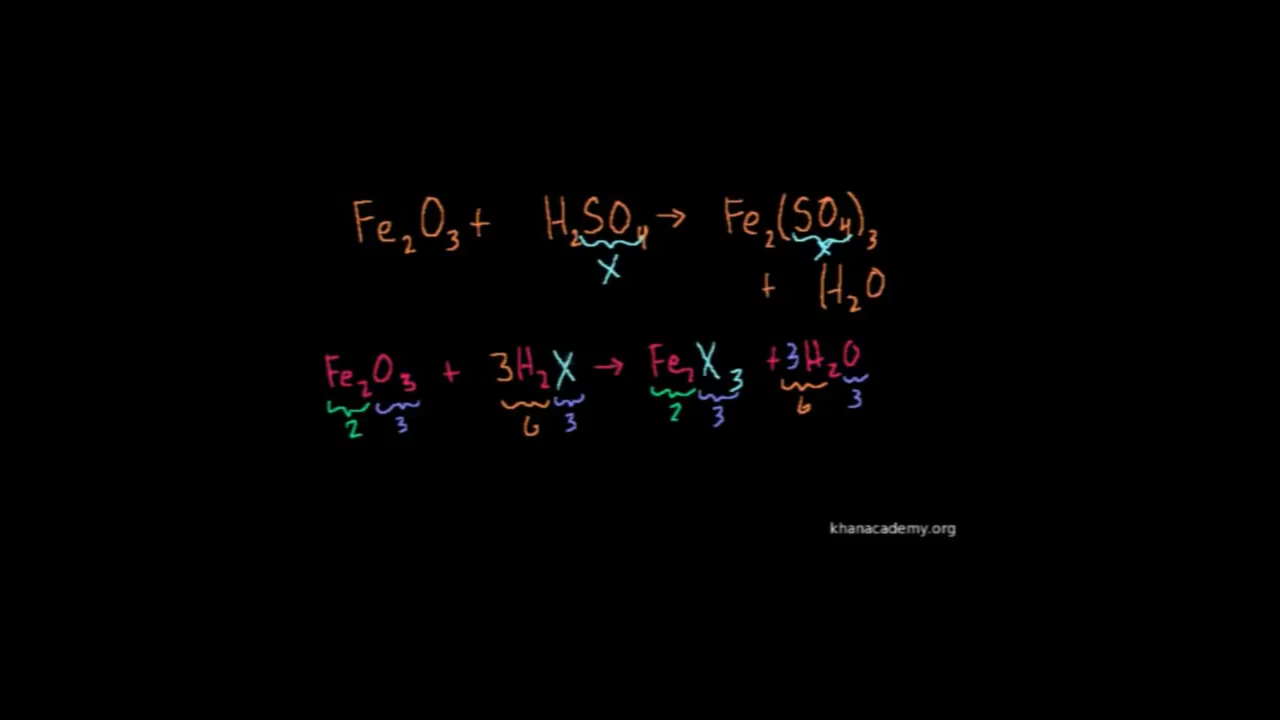 Fe₂O₃ + H₂SO₄ → Fe₂(SO₄)₃
X X
+ H₂O
Fe₂O₃ + 3H₂X → Fe₂X₃ + 3H₂O
2 3 6 3 2 3 6 3
khanacademy.org